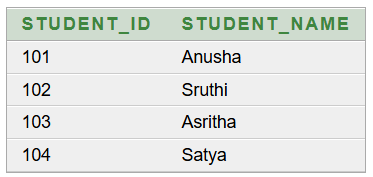 STUDENT_ID STUDENT_NAME
101 Anusha
102 Sruthi
103 Asritha
104 Satya